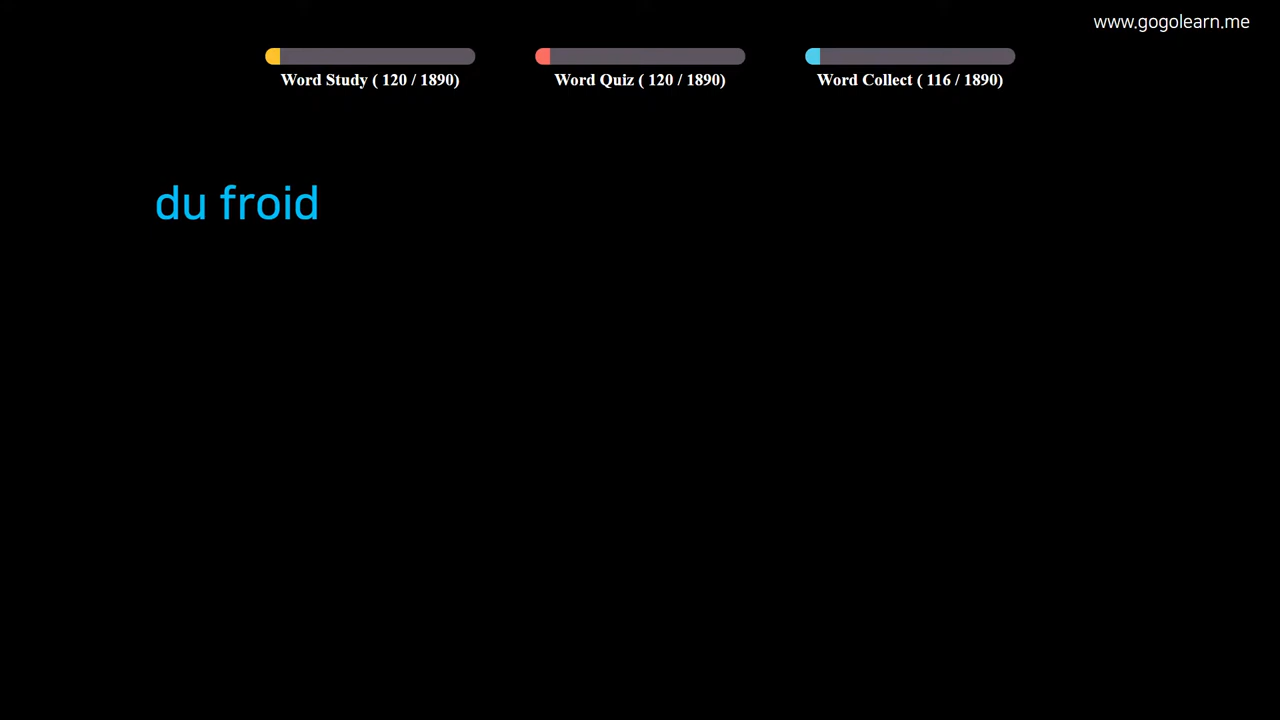 www.gogolearn.me
Word Study ( 120 / 1890)
Word Quiz ( 120 / 1890)
Word Collect ( 116 / 1890)
du froid